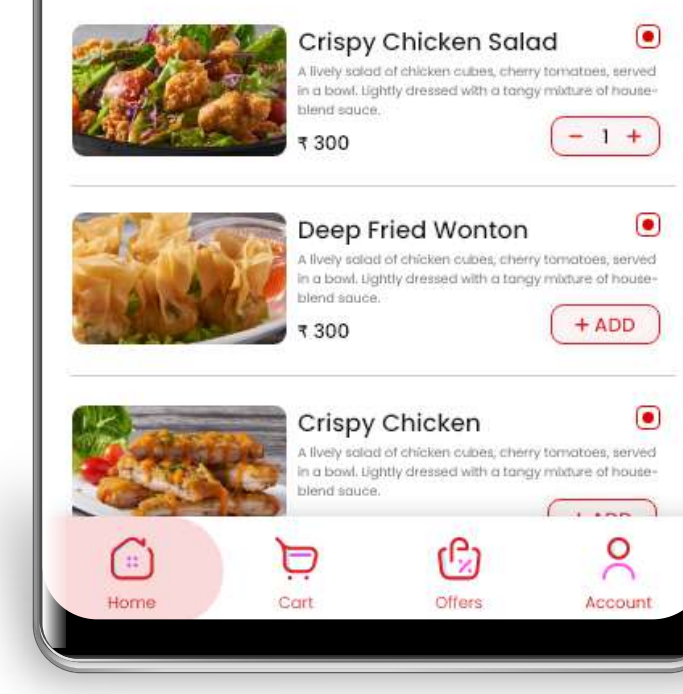 Crispy Chicken Salad
A lively salad of chicken cubes, cherry tomatoes, served
in a bowl. Lightly dressed with a tangy mixture of house-
blend sauce.
₹ 300
− 1 +
Deep Fried Wonton
A lively salad of chicken cubes, cherry tomatoes, served
in a bowl. Lightly dressed with a tangy mixture of house-
blend sauce.
₹ 300
+ ADD
Crispy Chicken
A lively salad of chicken cubes, cherry tomatoes, served
in a bowl. Lightly dressed with a tangy mixture of house-
blend sauce.
+ ADD
Home
Cart
Offers
Account